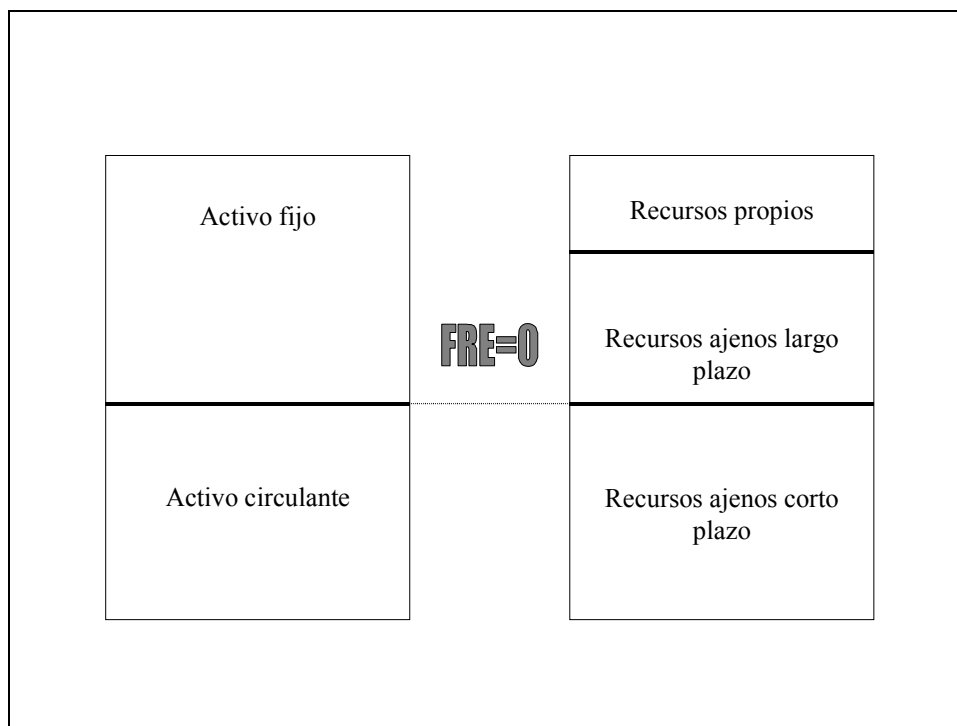 Activo fijo
Activo circulante
FRE=0
Recursos propios
Recursos ajenos largo
plazo
Recursos ajenos corto
plazo